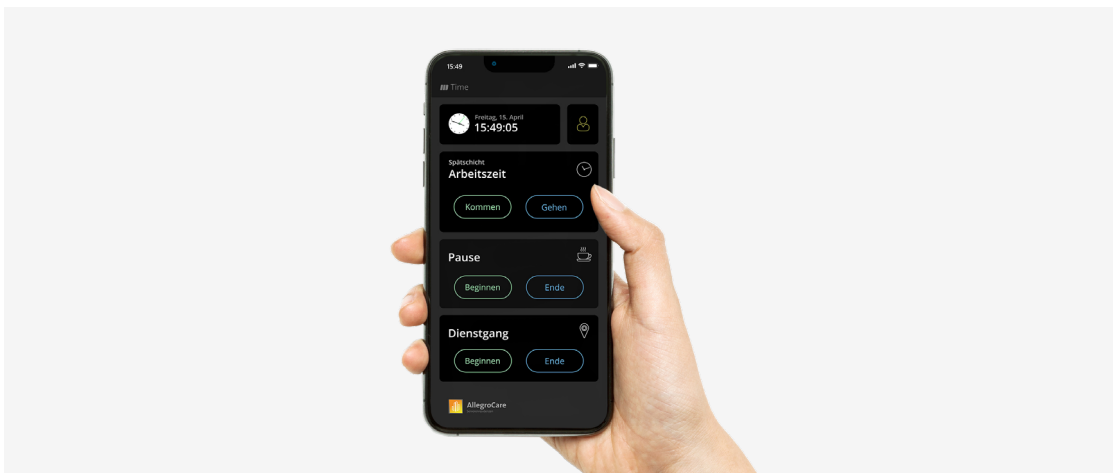 15:49
Time
Freitag, 15. April
15:49:05
Spätschicht
Arbeitszeit
Kommen
Gehen
Pause
Beginnen
Ende
Dienstgang
Beginnen
Ende
AllegroCare